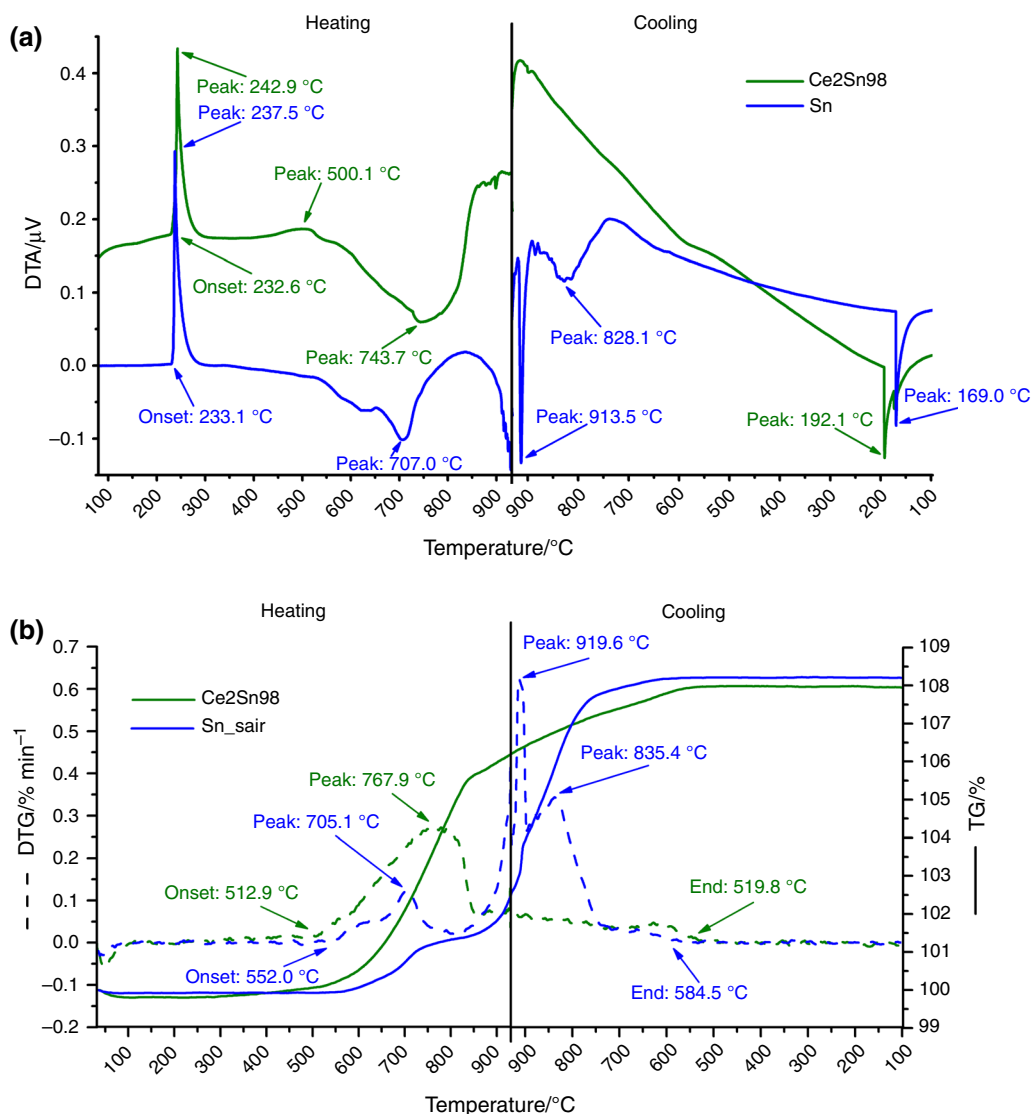 (a)
Heating
Cooling
Peak: 242.9 °C
Peak: 237.5 °C
Peak: 500.1 °C
Onset: 232.6 °C
Peak: 743.7 °C
Onset: 233.1 °C
Peak: 707.0 °C
Ce2Sn98
Sn
Peak: 828.1 °C
Peak: 913.5 °C
Peak: 192.1 °C
Peak: 169.0 °C
DTA/μV
0.4
0.3
0.2
0.1
0.0
−0.1
100 200 300 400 500 600 700 800 900 900 800 700 600 500 400 300 200 100
Temperature/°C
(b)
Heating
Cooling
Ce2Sn98
Sn_sair
Peak: 919.6 °C
Peak: 835.4 °C
Peak: 767.9 °C
Peak: 705.1 °C
Onset: 512.9 °C
Onset: 552.0 °C
End: 519.8 °C
End: 584.5 °C
DTG/% min−1
0.7
0.6
0.5
0.4
0.3
0.2
0.1
0.0
−0.1
−0.2
TG/%
109
108
107
106
105
104
103
102
101
100
99
100 200 300 400 500 600 700 800 900 900 800 700 600 500 400 300 200 100
Temperature/°C